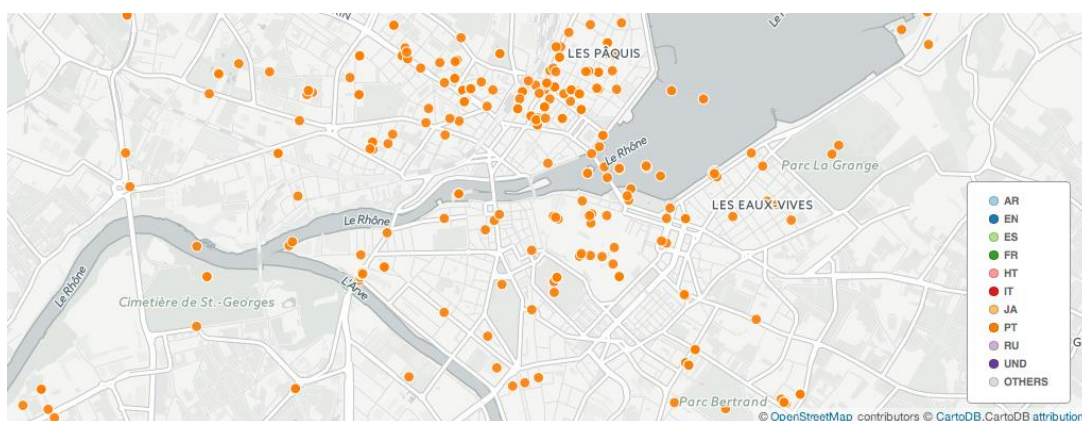 LES PÂQUIS
Le Rhône
Parc La Grange
LES EAUX-VIVES
Le Rhône
Le Rhône
L'Arve
Cimetière de St.-Georges
Parc Bertrand
AR
EN
ES
FR
HT
IT
JA
PT
RU
UND
OTHERS
© OpenStreetMap contributors © CartoDB,CartoDB attribution